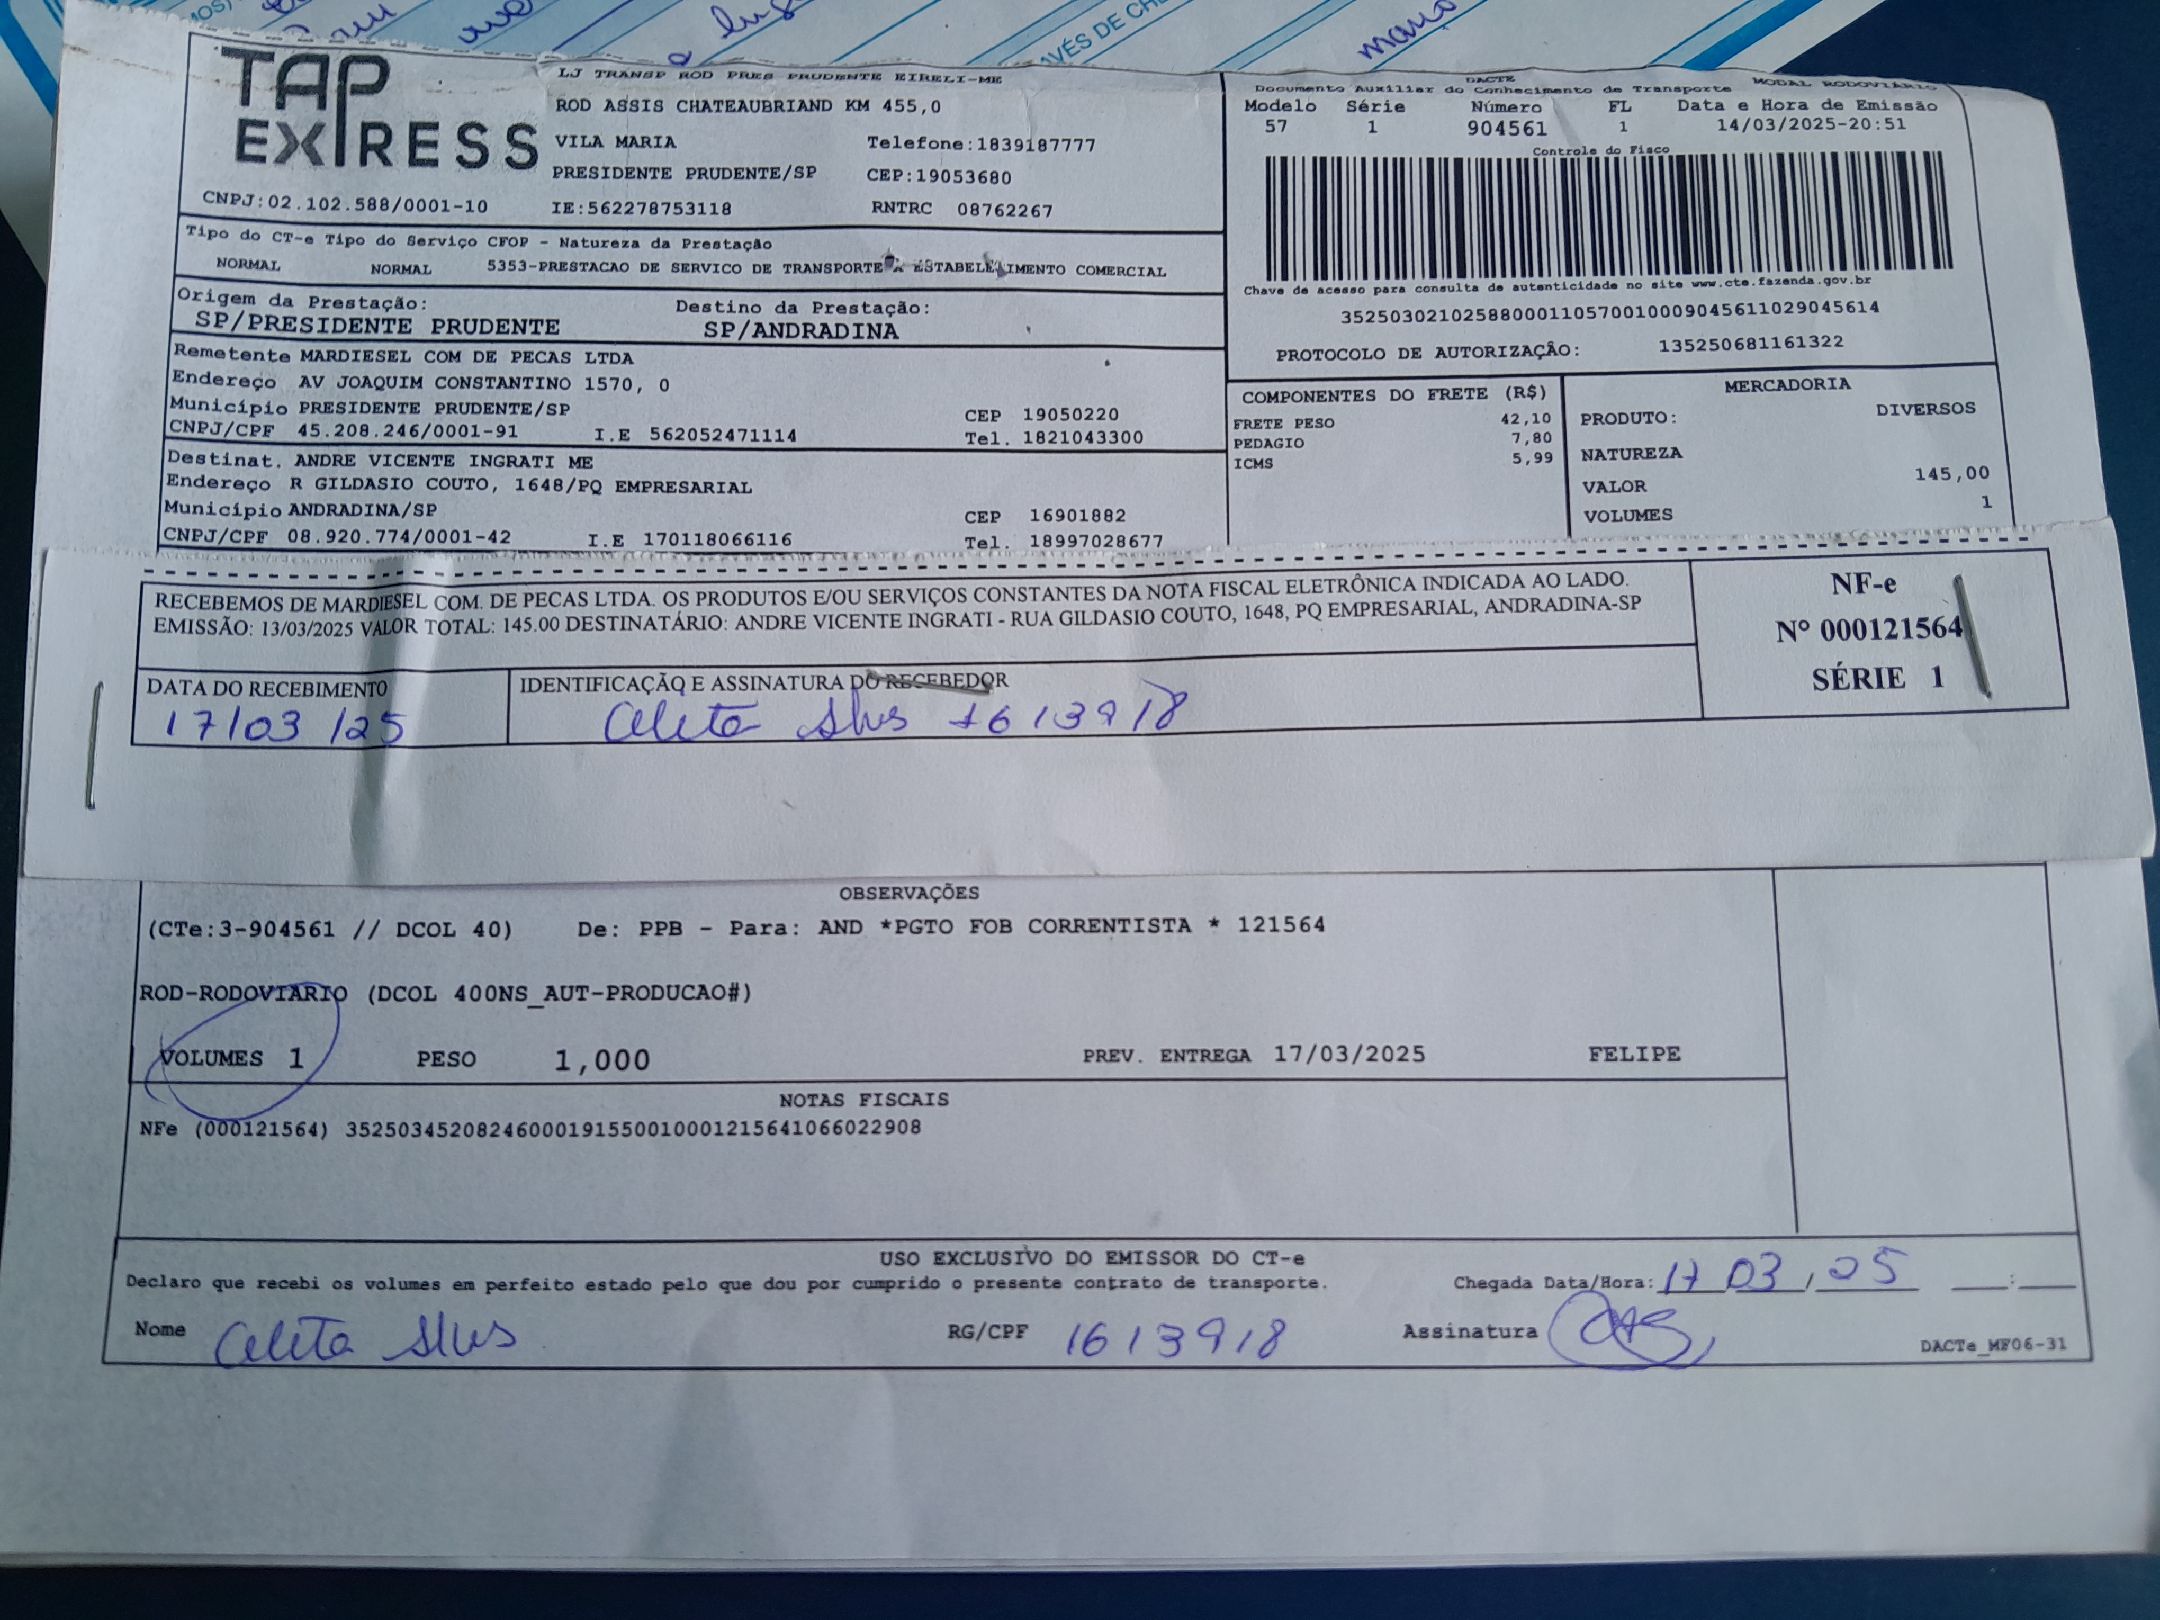 AVÉS DE
TAP
EXPRESS
LJ TRANSP ROD PRES PRUDENTE EIRELI-ME
ROD ASSIS CHATEAUBRIAND KM 455,0
VILA MARIA Telefone:1839187777
PRESIDENTE PRUDENTE/SP CEP:19053680
CNPJ:02.102.588/0001-10 IE:562278753118 RNTRC 08762267
DACTE MODAL RODOVIÁRIO
Documento Auxiliar do Conhecimento de Transporte
Modelo Série Número FL Data e Hora de Emissão
57 1 904561 1 14/03/2025-20:51
Controle do Fisco
Chave de acesso para consulta de autenticidade no site www.cte.fazenda.gov.br
35250302102588000110570010009045611029045614
PROTOCOLO DE AUTORIZAÇÃO: 135250681161322
Tipo do CT-e Tipo do Serviço CFOP - Natureza da Prestação
NORMAL NORMAL 5353-PRESTACAO DE SERVICO DE TRANSPORTE A ESTABELECIMENTO COMERCIAL
Origem da Prestação: Destino da Prestação:
SP/PRESIDENTE PRUDENTE SP/ANDRADINA
Remetente MARDIESEL COM DE PECAS LTDA
Endereço AV JOAQUIM CONSTANTINO 1570, 0
Município PRESIDENTE PRUDENTE/SP CEP 19050220
CNPJ/CPF 45.208.246/0001-91 I.E 562052471114 Tel. 1821043300
Destinat. ANDRE VICENTE INGRATI ME
Endereço R GILDASIO COUTO, 1648/PQ EMPRESARIAL
Município ANDRADINA/SP CEP 16901882
CNPJ/CPF 08.920.774/0001-42 I.E 170118066116 Tel. 18997028677
COMPONENTES DO FRETE (R$)
FRETE PESO 42,10
PEDAGIO 7,80
ICMS 5,99
MERCADORIA
PRODUTO: DIVERSOS
NATUREZA
VALOR 145,00
VOLUMES 1
RECEBEMOS DE MARDIESEL COM. DE PECAS LTDA. OS PRODUTOS E/OU SERVIÇOS CONSTANTES DA NOTA FISCAL ELETRÔNICA INDICADA AO LADO.
EMISSÃO: 13/03/2025 VALOR TOTAL: 145.00 DESTINATÁRIO: ANDRE VICENTE INGRATI - RUA GILDASIO COUTO, 1648, PQ EMPRESARIAL, ANDRADINA-SP
NF-e
Nº 000121564
SÉRIE 1
DATA DO RECEBIMENTO IDENTIFICAÇÃO E ASSINATURA DO RECEBEDOR
17/03/25 1613918
OBSERVAÇÕES
(CTe:3-904561 // DCOL 40) De: PPB - Para: AND *PGTO FOB CORRENTISTA * 121564
ROD-RODOVIARIO (DCOL 400NS_AUT-PRODUCAO#)
VOLUMES 1 PESO 1,000 PREV. ENTREGA 17/03/2025 FELIPE
NOTAS FISCAIS
NFe (000121564) 35250345208246000191550010001215641066022908
USO EXCLUSIVO DO EMISSOR DO CT-e
Declaro que recebi os volumes em perfeito estado pelo que dou por cumprido o presente contrato de transporte. Chegada Data/Hora: 17 03/25
Nome RG/CPF 1613918 Assinatura DACTe_MF06-31